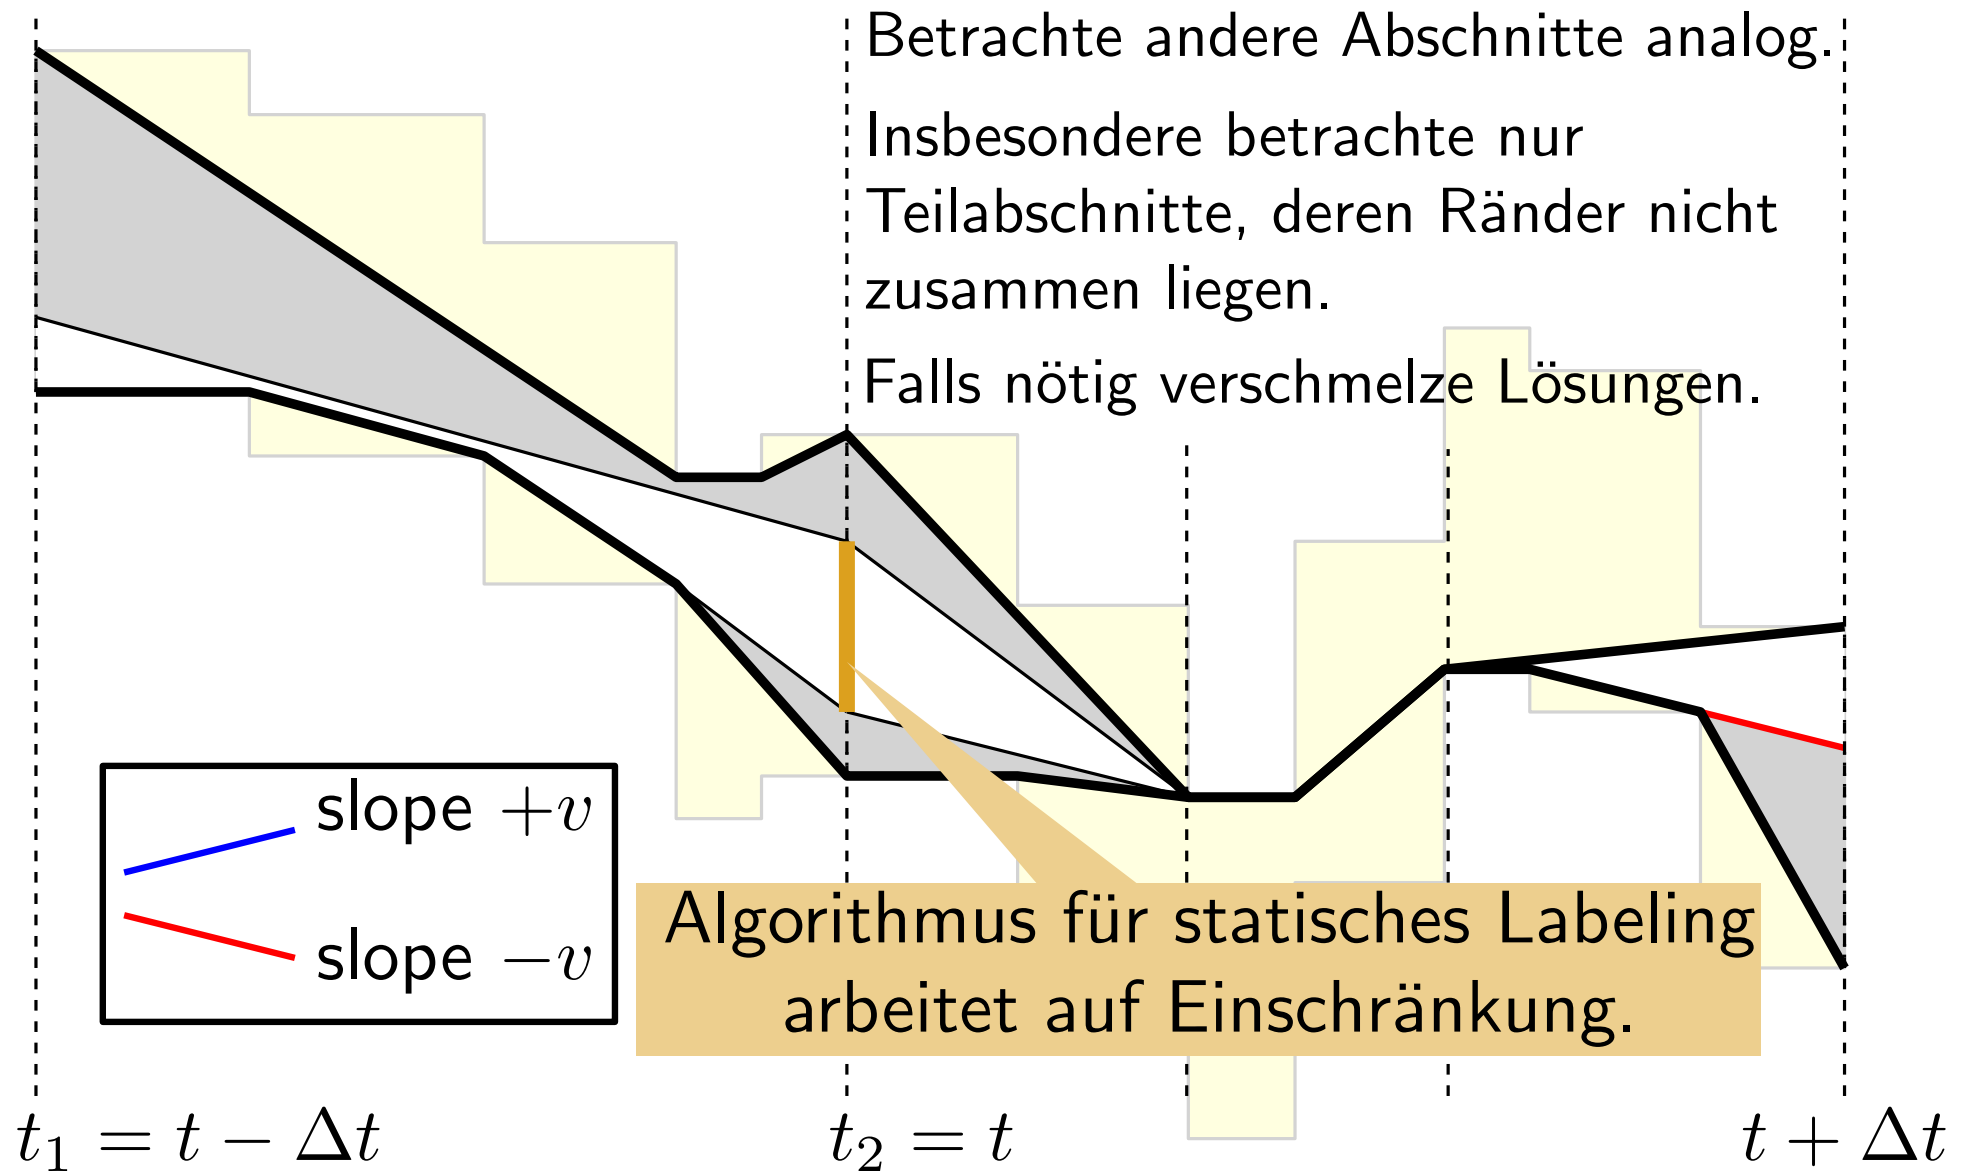 Betrachte andere Abschnitte analog.
Insbesondere betrachte nur
Teilabschnitte, deren Ränder nicht
zusammen liegen.
Falls nötig verschmelze Lösungen.
slope +v
slope −v
Algorithmus für statisches Labeling
arbeitet auf Einschränkung.
t₁ = t − Δt
t₂ = t
t + Δt